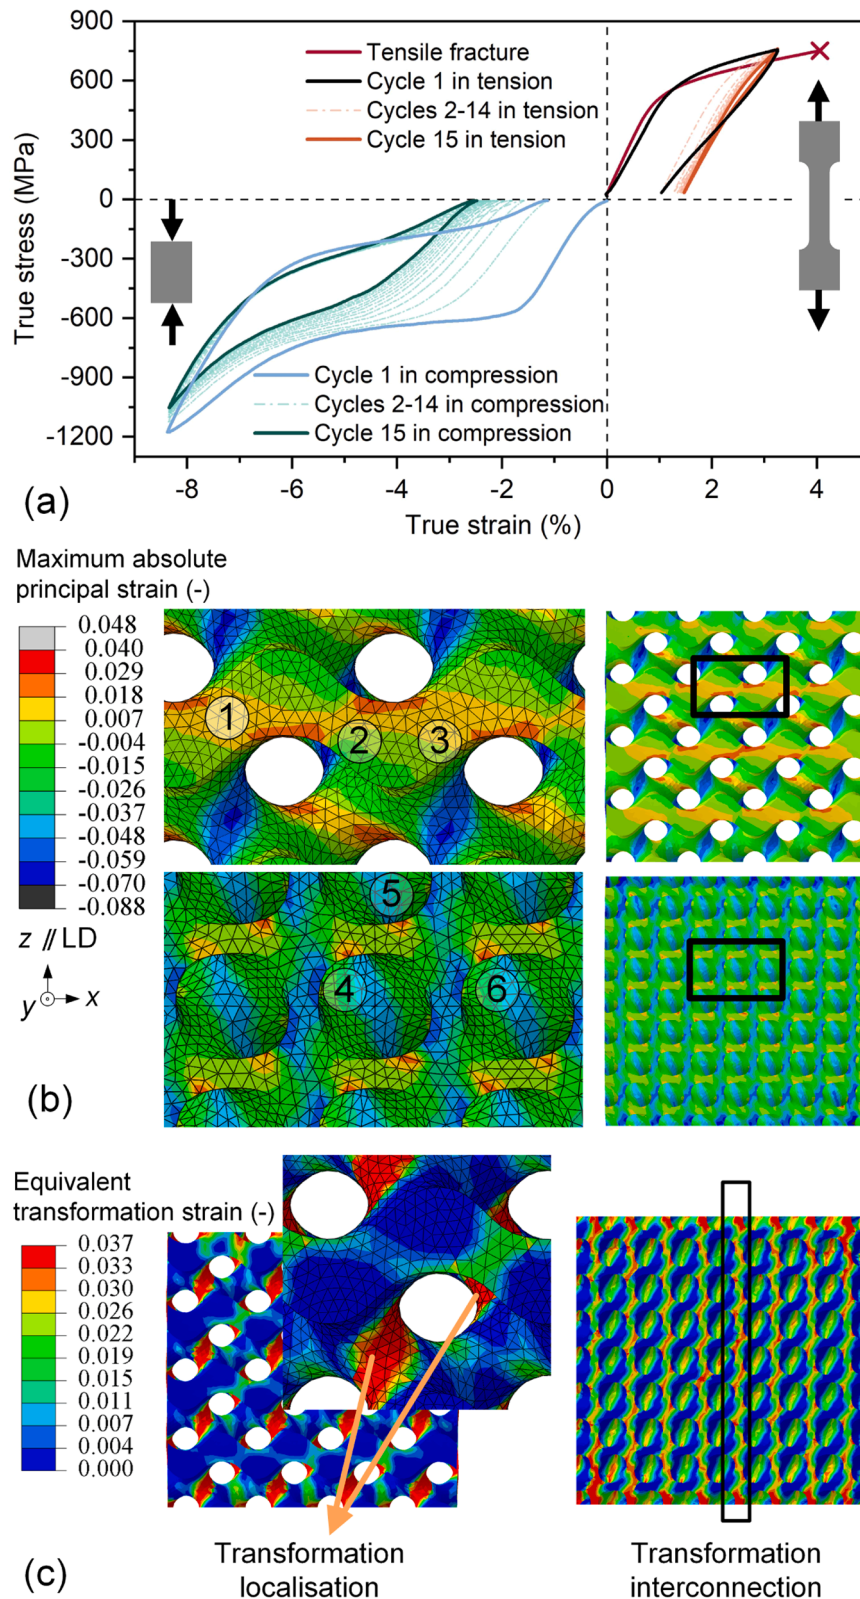 900
600
300
0
-300
-600
-900
-1200
True stress (MPa)
Tensile fracture
Cycle 1 in tension
Cycles 2-14 in tension
Cycle 15 in tension
Cycle 1 in compression
Cycles 2-14 in compression
Cycle 15 in compression
-8 -6 -4 -2 0 2 4
True strain (%)
(a)
Maximum absolute
principal strain (-)
0.048
0.040
0.029
0.018
0.007
-0.004
-0.015
-0.026
-0.037
-0.048
-0.059
-0.070
-0.088
z // LD
y x
1
2
3
5
4
6
(b)
Equivalent
transformation strain (-)
0.037
0.033
0.030
0.026
0.022
0.019
0.015
0.011
0.007
0.004
0.000
Transformation
localisation
Transformation
interconnection
(c)